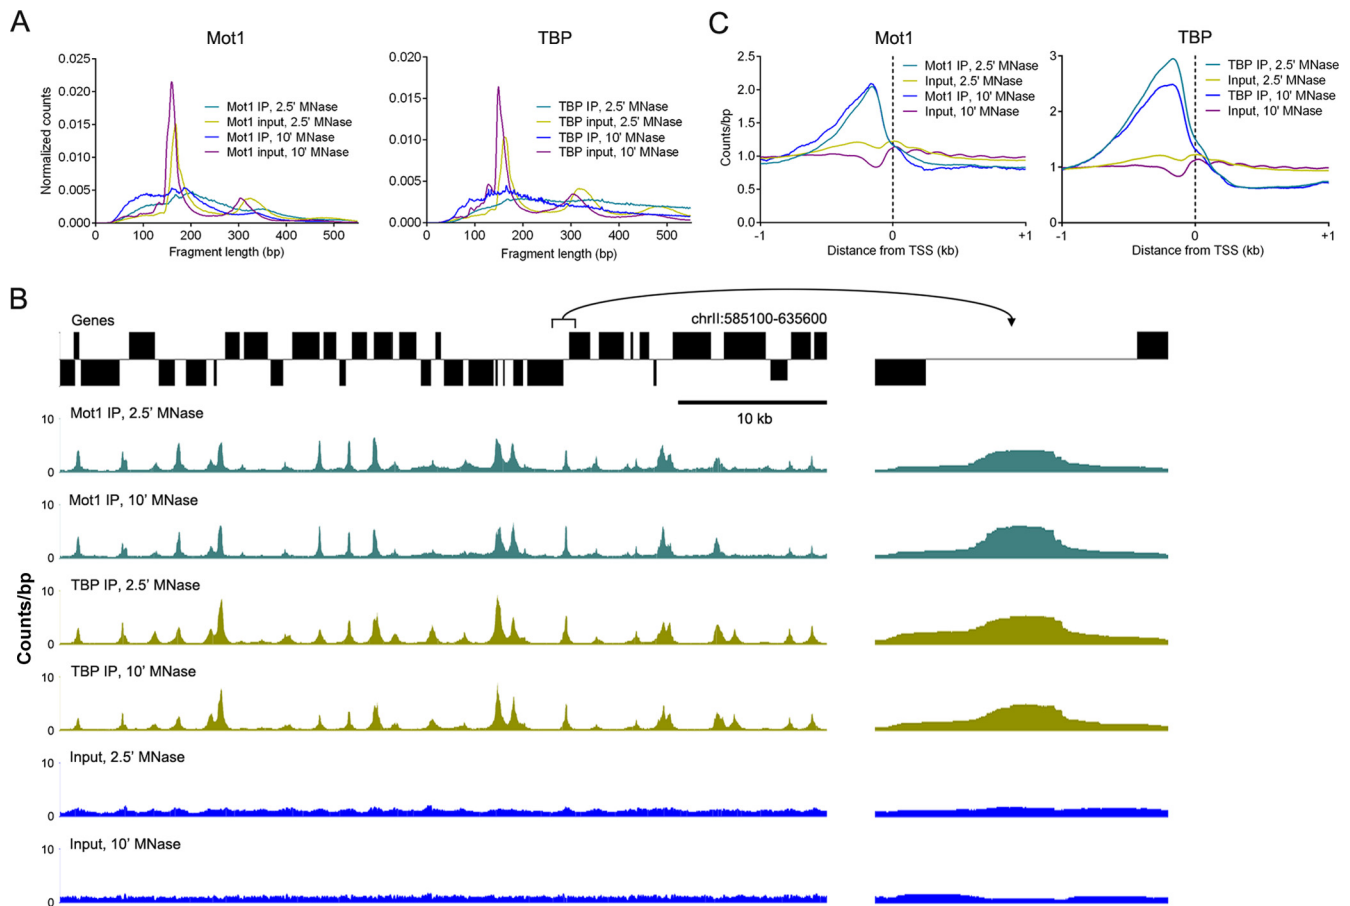 A
Mot1
Normalized counts
0.025
0.020
0.015
0.010
0.005
0.000
Mot1 IP, 2.5' MNase
Mot1 input, 2.5' MNase
Mot1 IP, 10' MNase
Mot1 input, 10' MNase
0 100 200 300 400 500
Fragment length (bp)
TBP
0.020
0.015
0.010
0.005
0.000
TBP IP, 2.5' MNase
TBP input, 2.5' MNase
TBP IP, 10' MNase
TBP input, 10' MNase
0 100 200 300 400 500
Fragment length (bp)
C
Mot1
Counts/bp
2.5
2.0
1.5
1.0
0.5
0.0
Mot1 IP, 2.5' MNase
Input, 2.5' MNase
Mot1 IP, 10' MNase
Input, 10' MNase
-1 0 +1
Distance from TSS (kb)
TBP
3
2
1
0
TBP IP, 2.5' MNase
Input, 2.5' MNase
TBP IP, 10' MNase
Input, 10' MNase
-1 0 +1
Distance from TSS (kb)
B
Genes
chrII:585100-635600
10 kb
Counts/bp
Mot1 IP, 2.5' MNase
10
0
Mot1 IP, 10' MNase
10
0
TBP IP, 2.5' MNase
10
0
TBP IP, 10' MNase
10
0
Input, 2.5' MNase
10
0
Input, 10' MNase
10
0